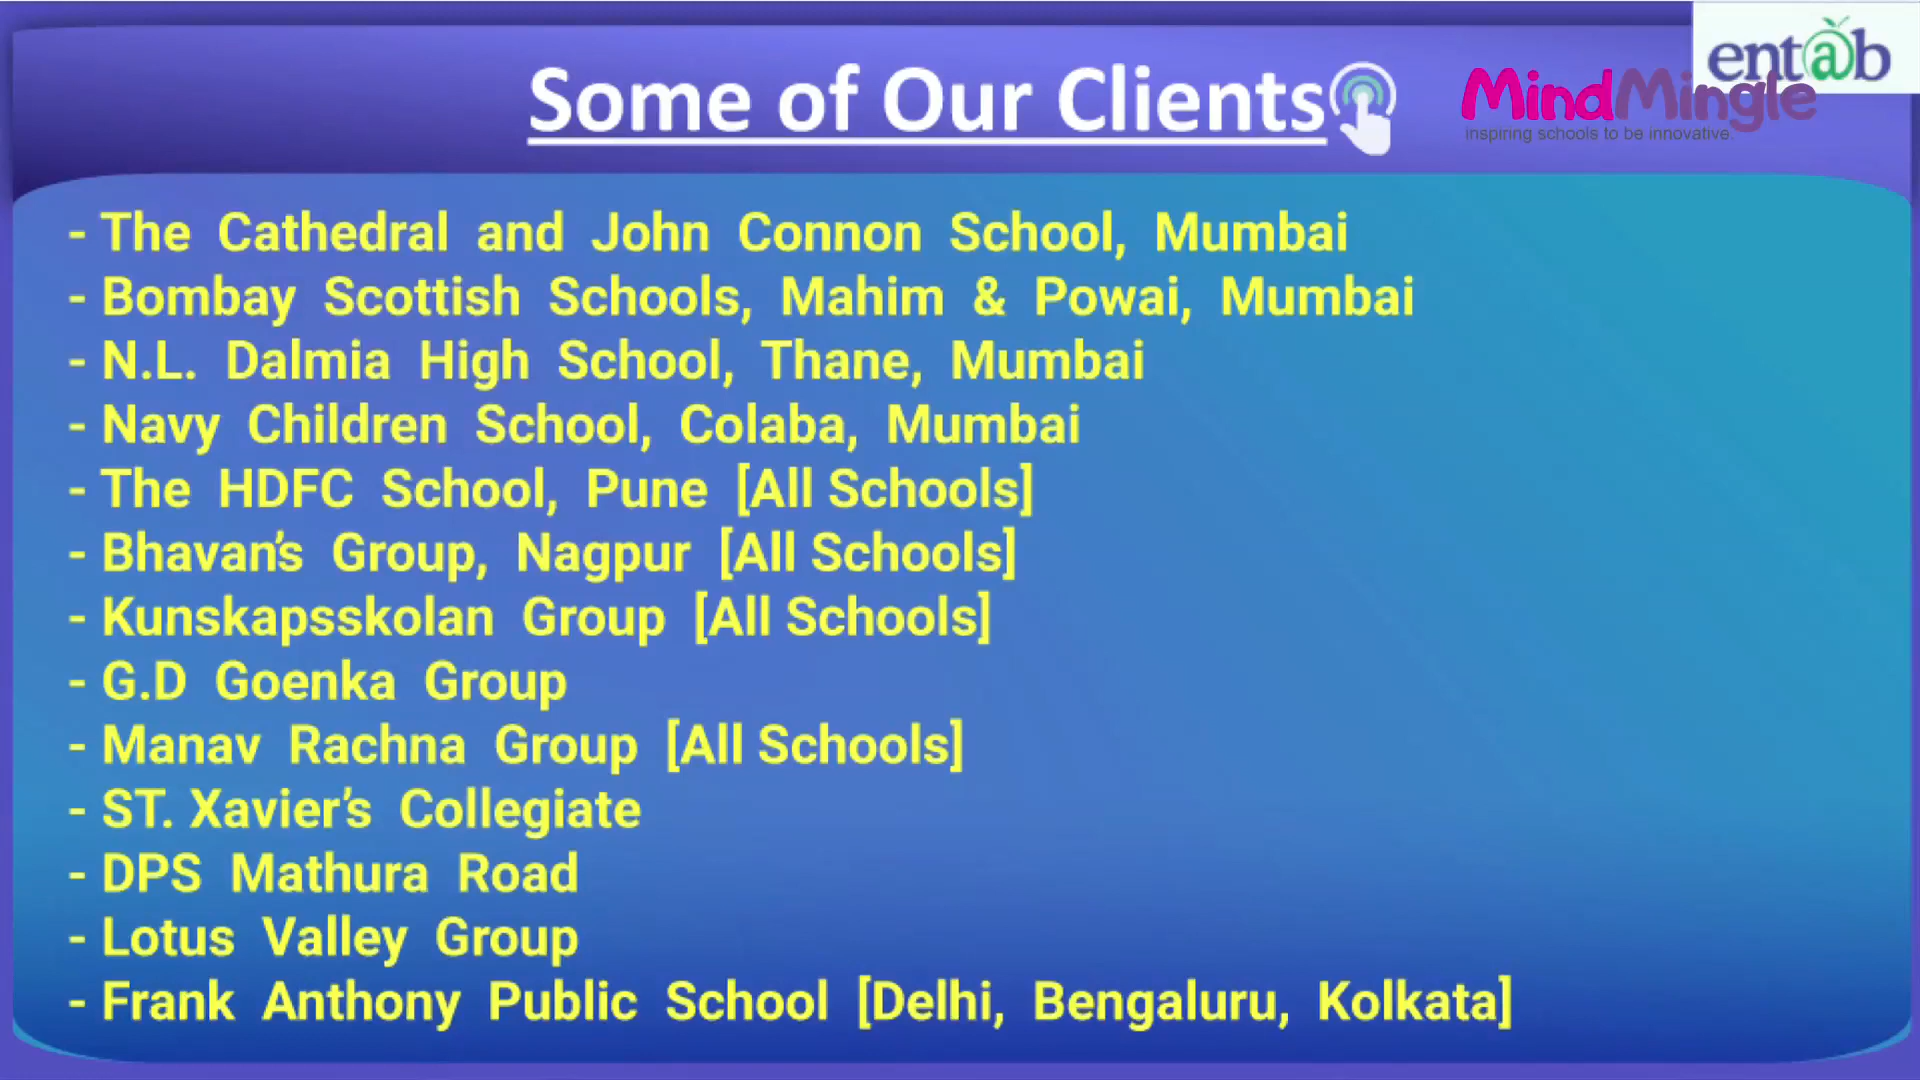 Some of Our Clients
entab
MindMingle
inspiring schools to be innovative.
- The Cathedral and John Connon School, Mumbai
- Bombay Scottish Schools, Mahim & Powai, Mumbai
- N.L. Dalmia High School, Thane, Mumbai
- Navy Children School, Colaba, Mumbai
- The HDFC School, Pune [All Schools]
- Bhavan’s Group, Nagpur [All Schools]
- Kunskapsskolan Group [All Schools]
- G.D Goenka Group
- Manav Rachna Group [All Schools]
- ST. Xavier’s Collegiate
- DPS Mathura Road
- Lotus Valley Group
- Frank Anthony Public School [Delhi, Bengaluru, Kolkata]